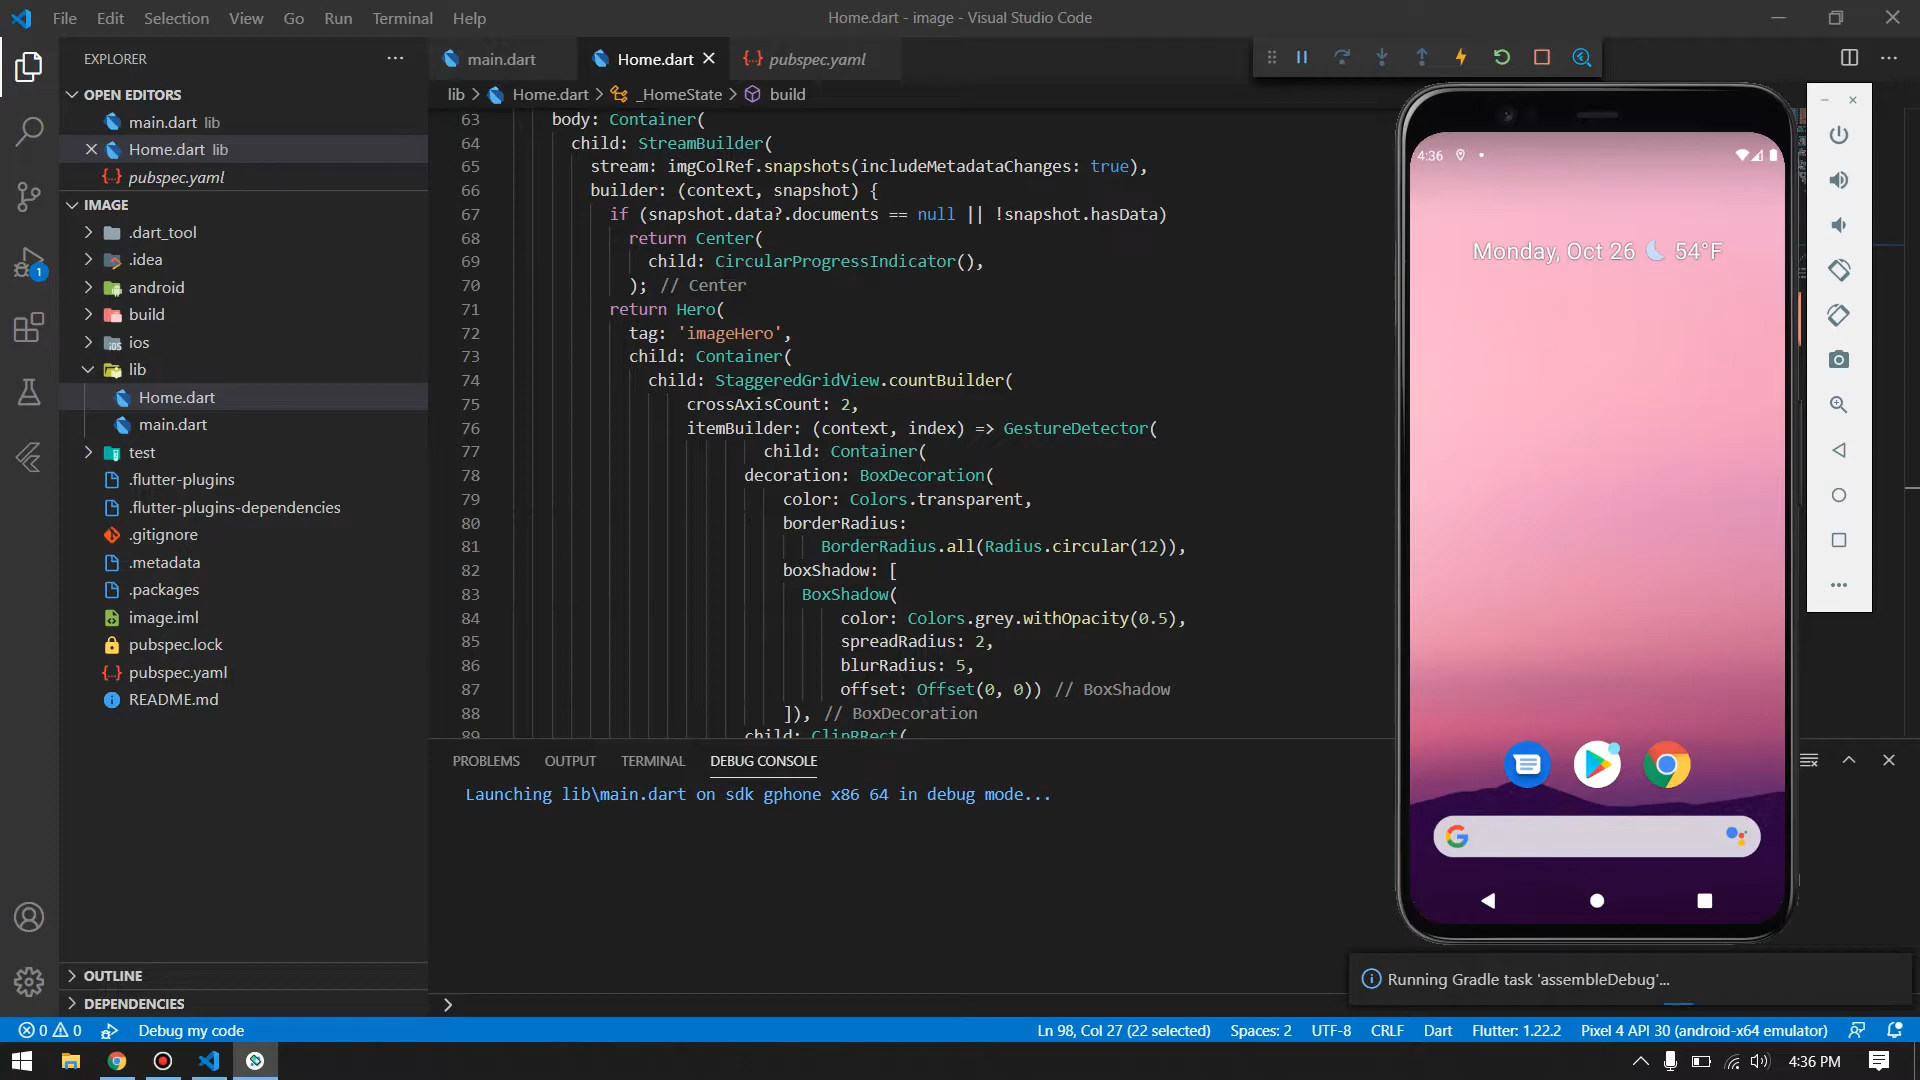 File Edit Selection View Go Run Terminal Help
Home.dart - image - Visual Studio Code
EXPLORER
OPEN EDITORS
main.dart lib
Home.dart lib
pubspec.yaml
IMAGE
.dart_tool
.idea
android
build
ios
lib
Home.dart
main.dart
test
.flutter-plugins
.flutter-plugins-dependencies
.gitignore
.metadata
.packages
image.iml
pubspec.lock
pubspec.yaml
README.md
OUTLINE
DEPENDENCIES
main.dart
Home.dart
pubspec.yaml
lib > Home.dart > _HomeState > build
63 body: Container(
64 child: StreamBuilder(
65 stream: imgColRef.snapshots(includeMetadataChanges: true),
66 builder: (context, snapshot) {
67 if (snapshot.data?.documents == null || !snapshot.hasData)
68 return Center(
69 child: CircularProgressIndicator(),
70 ); // Center
71 return Hero(
72 tag: 'imageHero',
73 child: Container(
74 child: StaggeredGridView.countBuilder(
75 crossAxisCount: 2,
76 itemBuilder: (context, index) => GestureDetector(
77 child: Container(
78 decoration: BoxDecoration(
79 color: Colors.transparent,
80 borderRadius:
81 BorderRadius.all(Radius.circular(12)),
82 boxShadow: [
83 BoxShadow(
84 color: Colors.grey.withOpacity(0.5),
85 spreadRadius: 2,
86 blurRadius: 5,
87 offset: Offset(0, 0)) // BoxShadow
88 ]), // BoxDecoration
89 child: ClipRRect(
PROBLEMS OUTPUT TERMINAL DEBUG CONSOLE
Launching lib\main.dart on sdk gphone x86 64 in debug mode...
4:36
Monday, Oct 26 54°F
Running Gradle task 'assembleDebug'...
0 0 Debug my code
1
Ln 98, Col 27 (22 selected) Spaces: 2 UTF-8 CRLF Dart Flutter: 1.22.2 Pixel 4 API 30 (android-x64 emulator)
4:36 PM